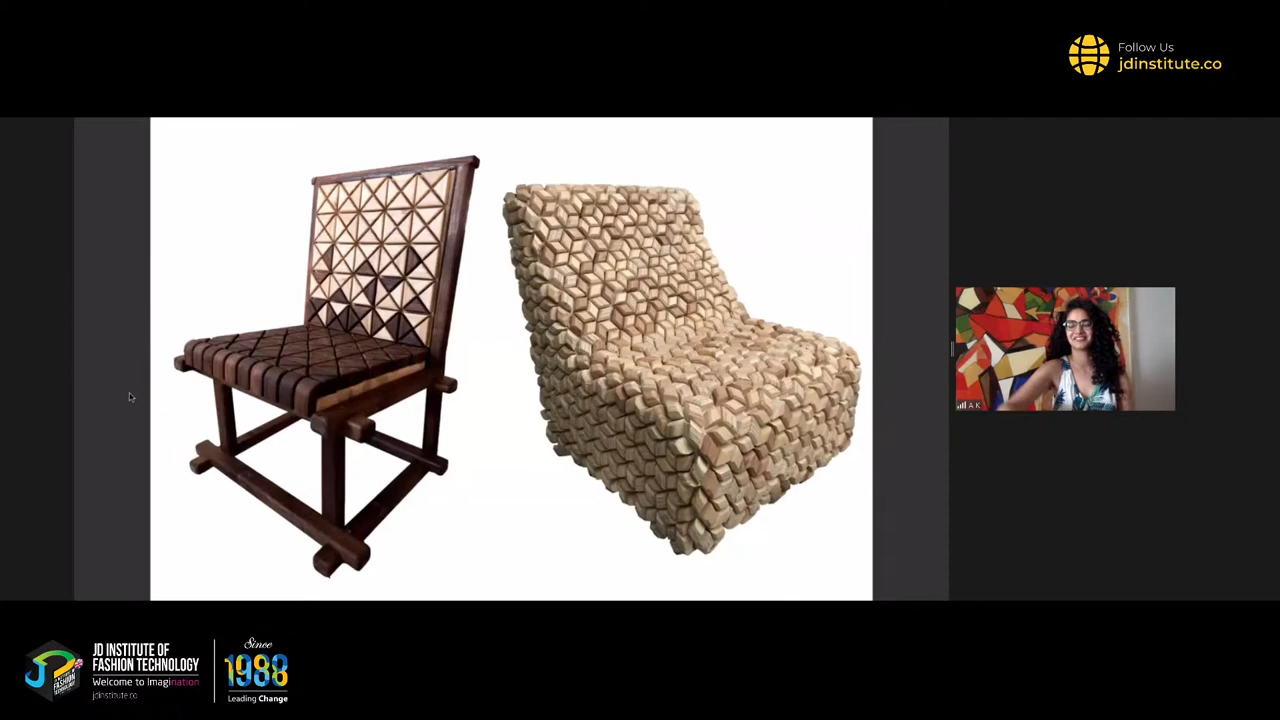 Follow Us
jdinstitute.co
A K
JD INSTITUTE OF
FASHION TECHNOLOGY
Welcome to Imagination
jdinstitute.co
Since
1988
Leading Change